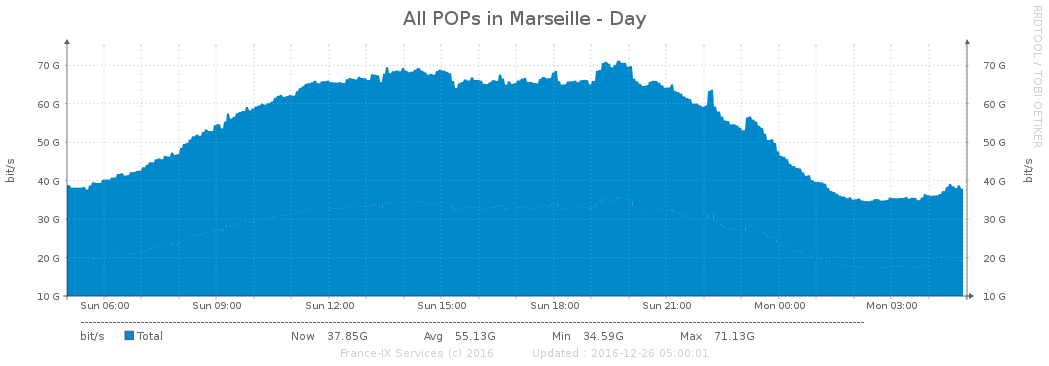 All POPs in Marseille - Day
RRDTOOL / TOBI OETIKER
bit/s
70 G
60 G
50 G
40 G
30 G
20 G
10 G
70 G
60 G
50 G
40 G
30 G
20 G
10 G
bit/s
Sun 06:00 Sun 09:00 Sun 12:00 Sun 15:00 Sun 18:00 Sun 21:00 Mon 00:00 Mon 03:00
bit/s Total Now 37.85G Avg 55.13G Min 34.59G Max 71.13G
France-IX Services (c) 2016 Updated : 2016-12-26 05:00:01